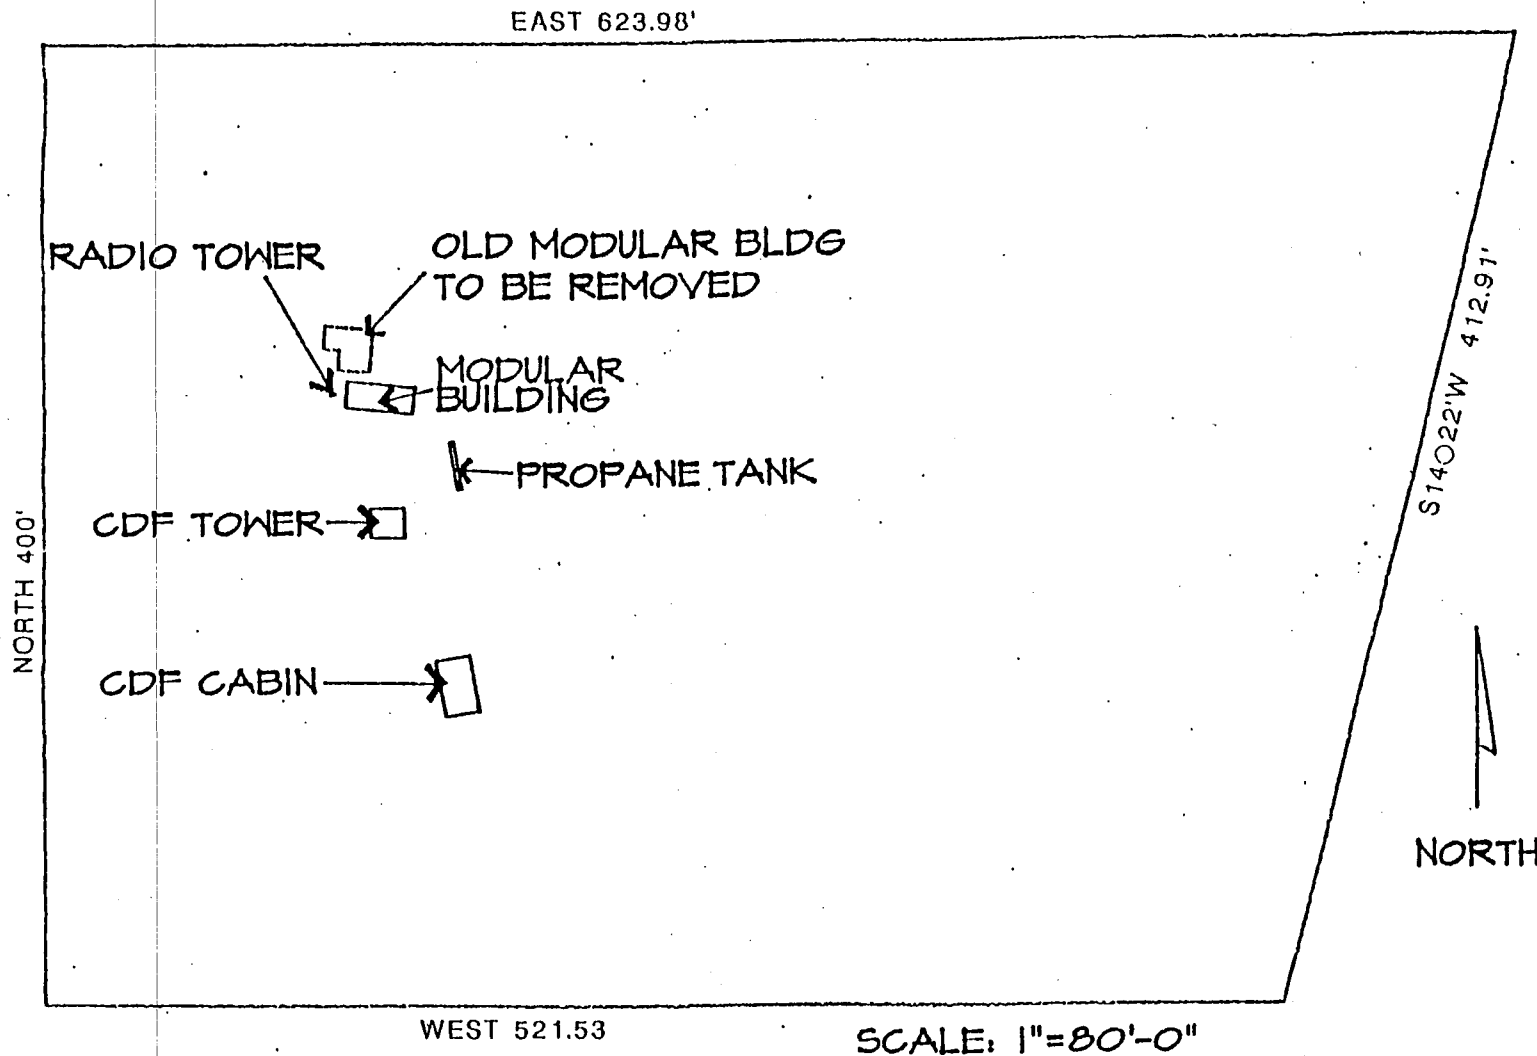 EAST 623.98'
RADIO TOWER
OLD MODULAR BLDG
TO BE REMOVED
MODULAR
BUILDING
PROPANE TANK
CDF TOWER
CDF CABIN
NORTH 400'
S14O22'W 412.91'
NORTH
WEST 521.53
SCALE: 1"=80'-0"